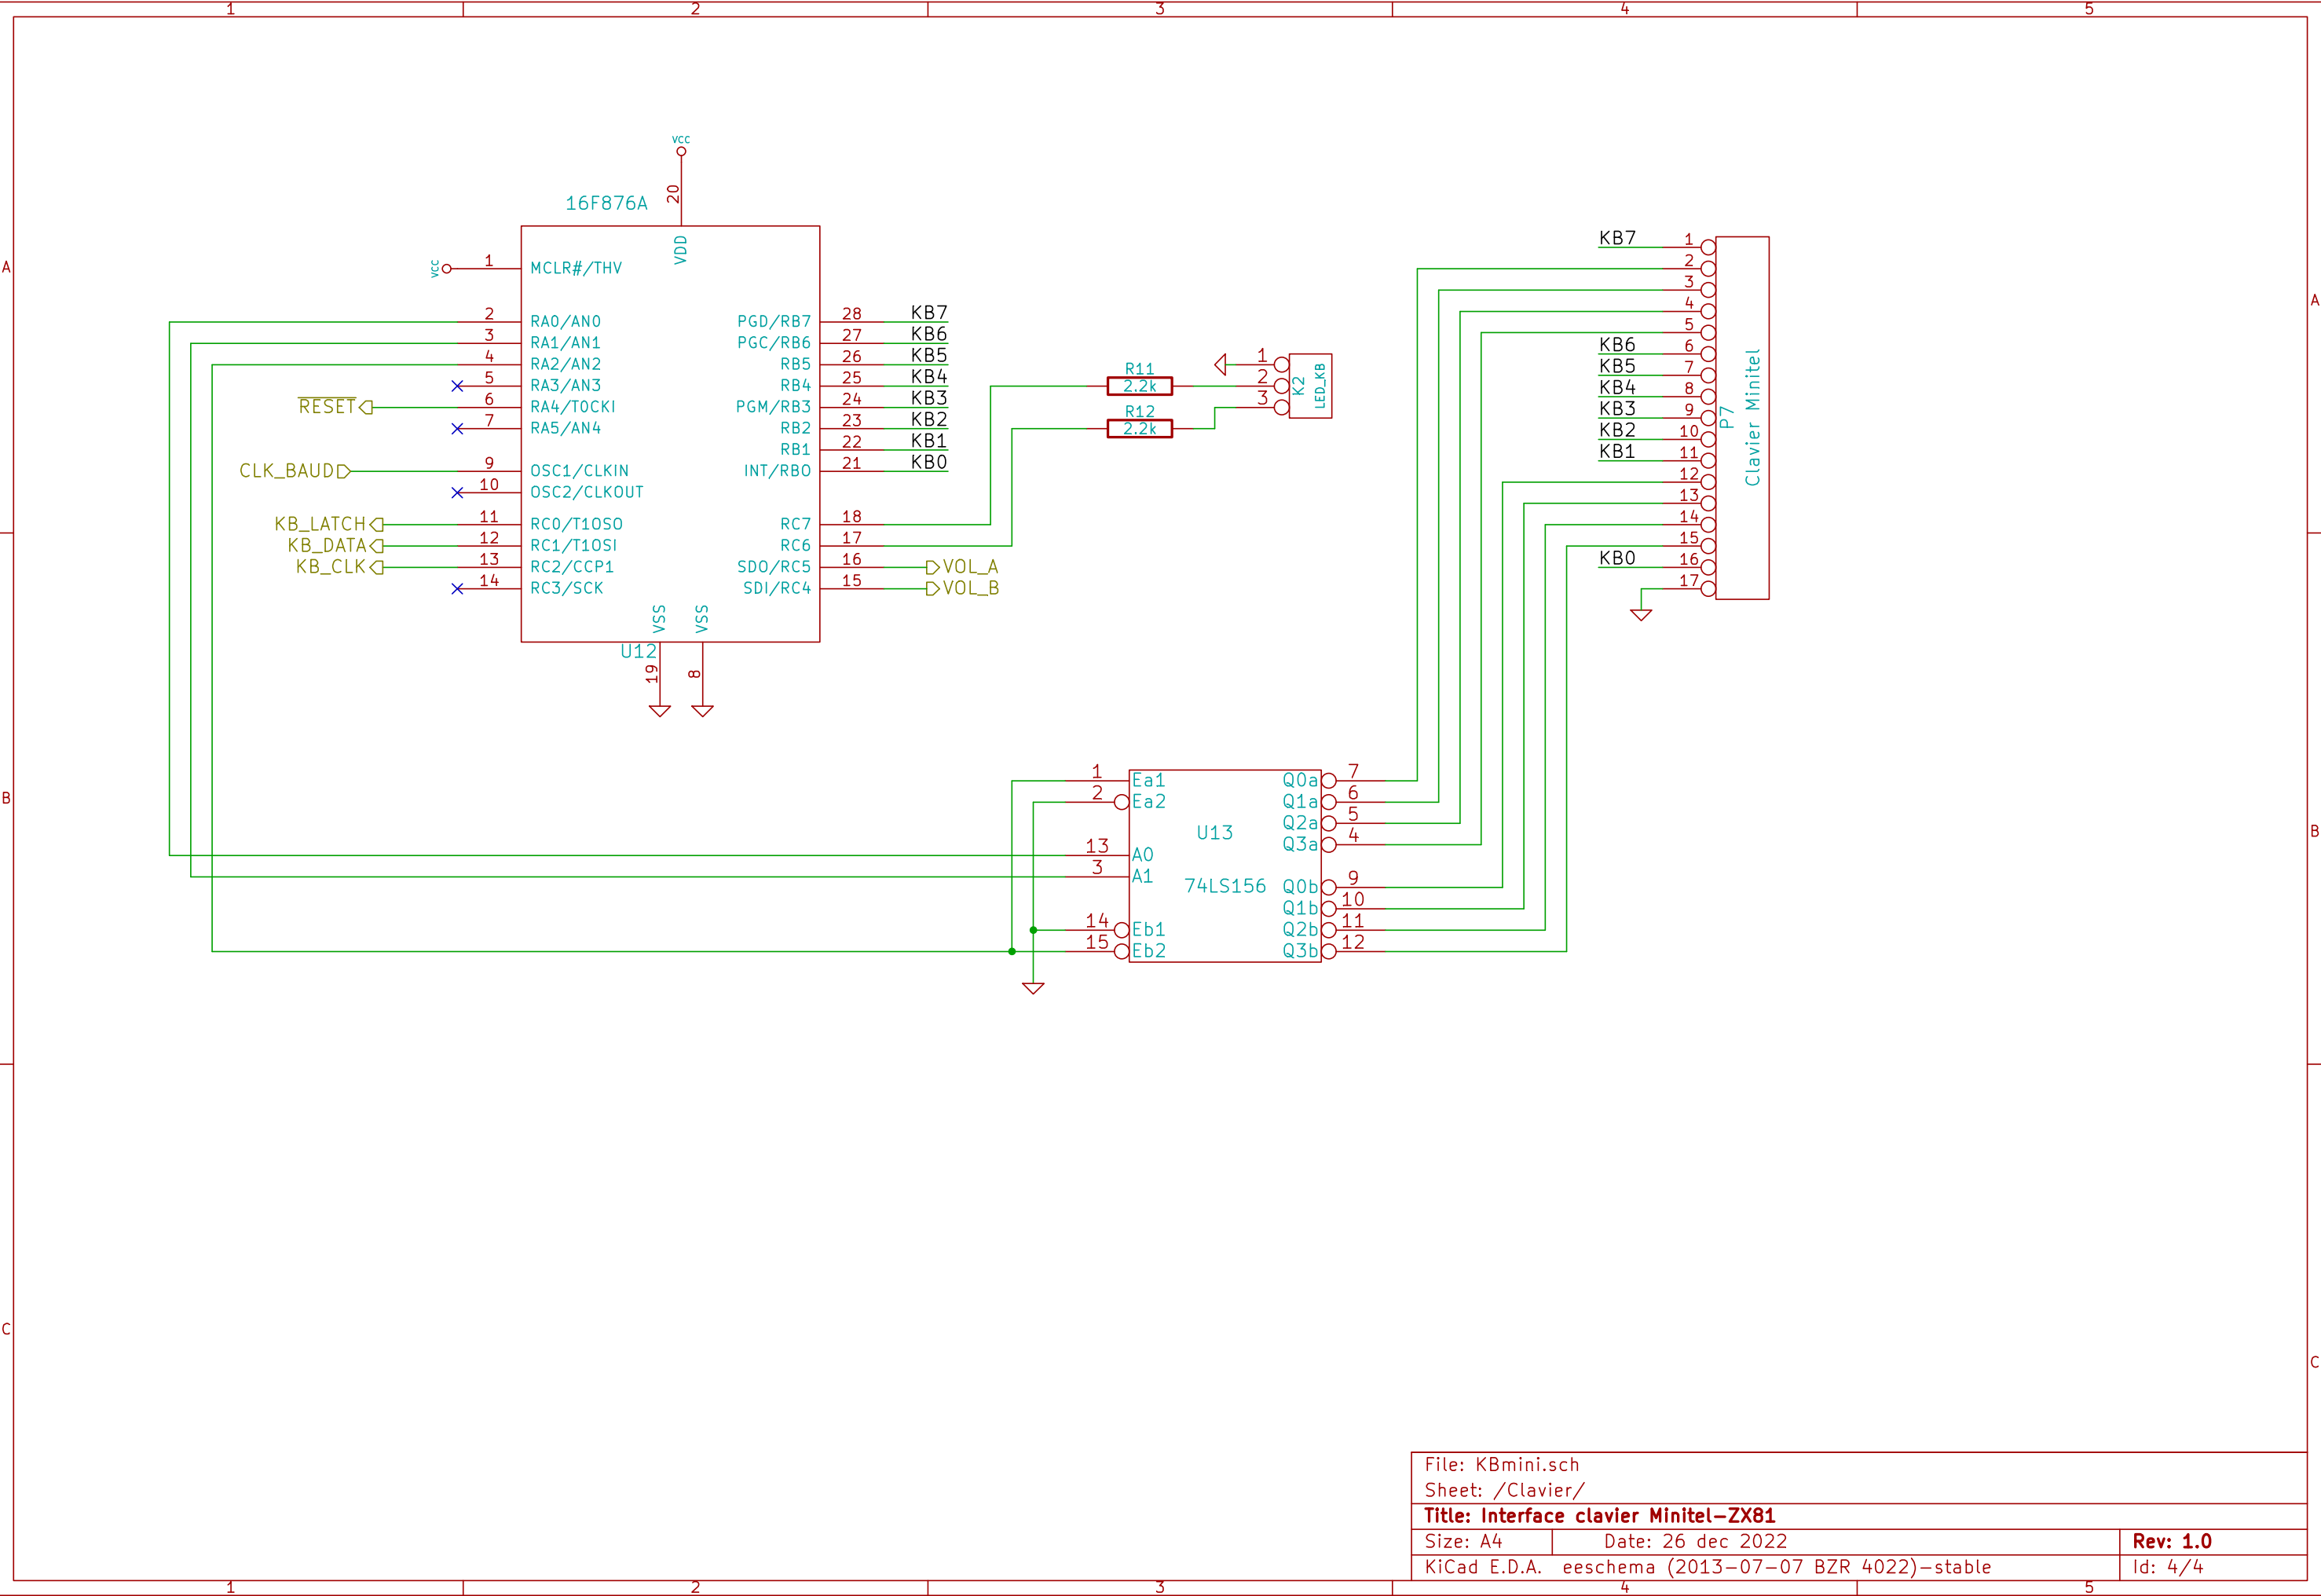 1 2 3 4 5
VCC
20
16F876A
VDD
VCC 1 MCLR#/THV
A A
2 RA0/AN0 PGD/RB7 28 KB7
3 RA1/AN1 PGC/RB6 27 KB6
4 RA2/AN2 RB5 26 KB5
5 RA3/AN3 RB4 25 KB4
RESET 6 RA4/T0CKI PGM/RB3 24 KB3
7 RA5/AN4 RB2 23 KB2
RB1 22 KB1
CLK_BAUD 9 OSC1/CLKIN INT/RB0 21 KB0
10 OSC2/CLKOUT
KB_LATCH 11 RC0/T1OSO RC7 18
KB_DATA 12 RC1/T1OSI RC6 17
KB_CLK 13 RC2/CCP1 SDO/RC5 16 VOL_A
14 RC3/SCK SDI/RC4 15 VOL_B
VSS VSS
U12
19 8
R11
2.2k
R12
2.2k
1
2
3
K2
LED_KB
KB7 1
2
3
4
5
KB6 6
KB5 7
KB4 8
KB3 9
KB2 10
KB1 11
12
13
14
15
KB0 16
17
P7
Clavier Minitel
B B
1 Ea1 Q0a 7
2 Ea2 Q1a 6
Q2a 5
U13
Q3a 4
13 A0
3 A1
74LS156
Q0b 9
Q1b 10
14 Eb1 Q2b 11
15 Eb2 Q3b 12
C C
File: KBmini.sch
Sheet: /Clavier/
Title: Interface clavier Minitel-ZX81
Size: A4 Date: 26 dec 2022 Rev: 1.0
KiCad E.D.A. eeschema (2013-07-07 BZR 4022)-stable Id: 4/4
1 2 3 4 5